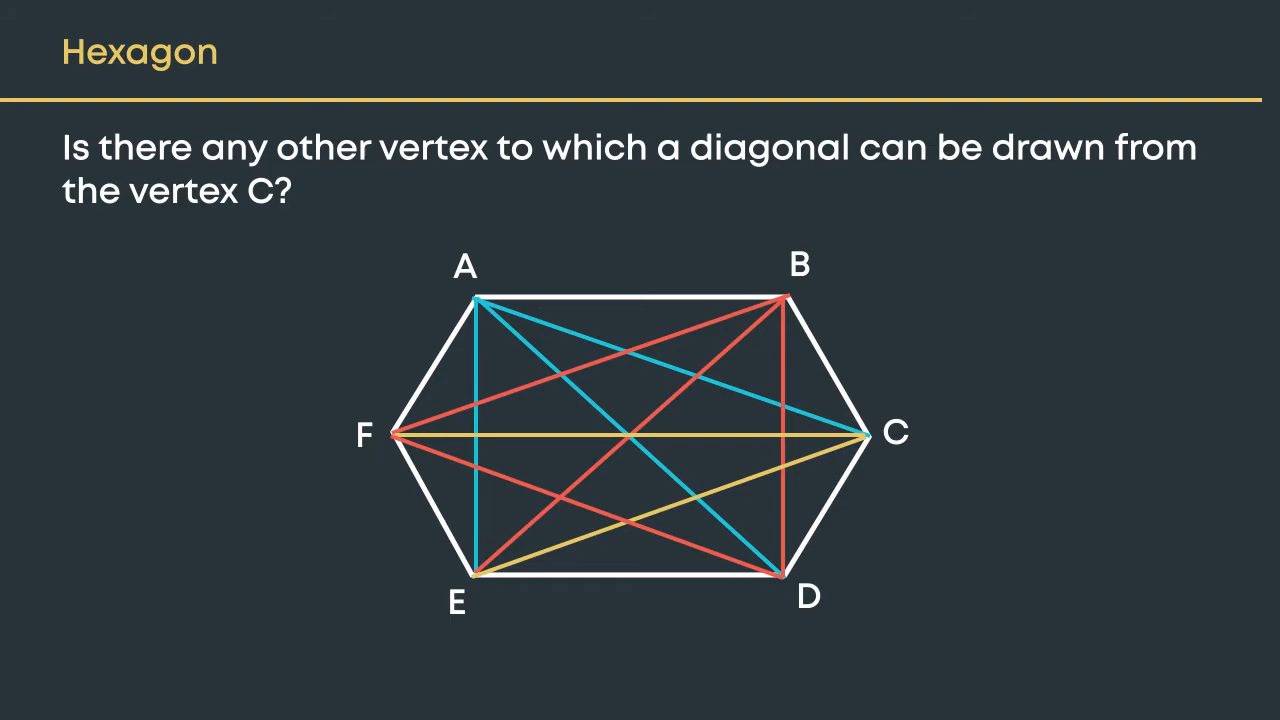 Hexagon
Is there any other vertex to which a diagonal can be drawn from
the vertex C?
A
B
F
C
E
D